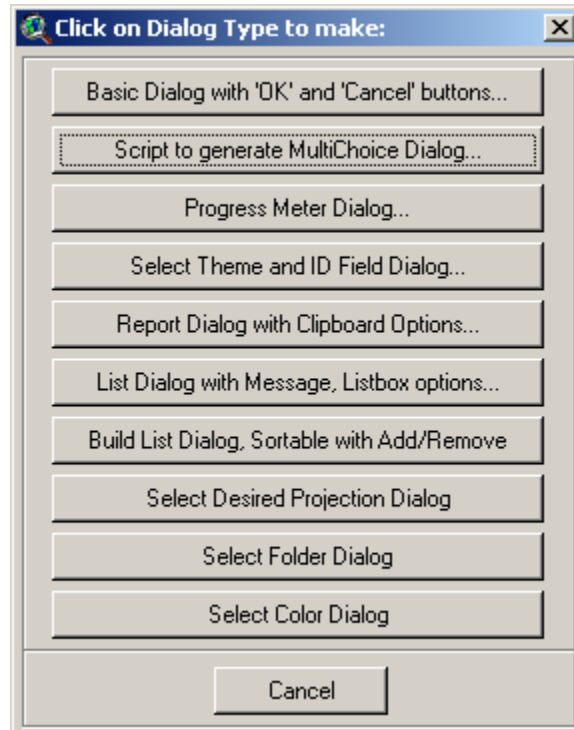 Click on Dialog Type to make:
Basic Dialog with 'OK' and 'Cancel' buttons...
Script to generate MultiChoice Dialog...
Progress Meter Dialog...
Select Theme and ID Field Dialog...
Report Dialog with Clipboard Options...
List Dialog with Message, Listbox options...
Build List Dialog, Sortable with Add/Remove
Select Desired Projection Dialog
Select Folder Dialog
Select Color Dialog
Cancel